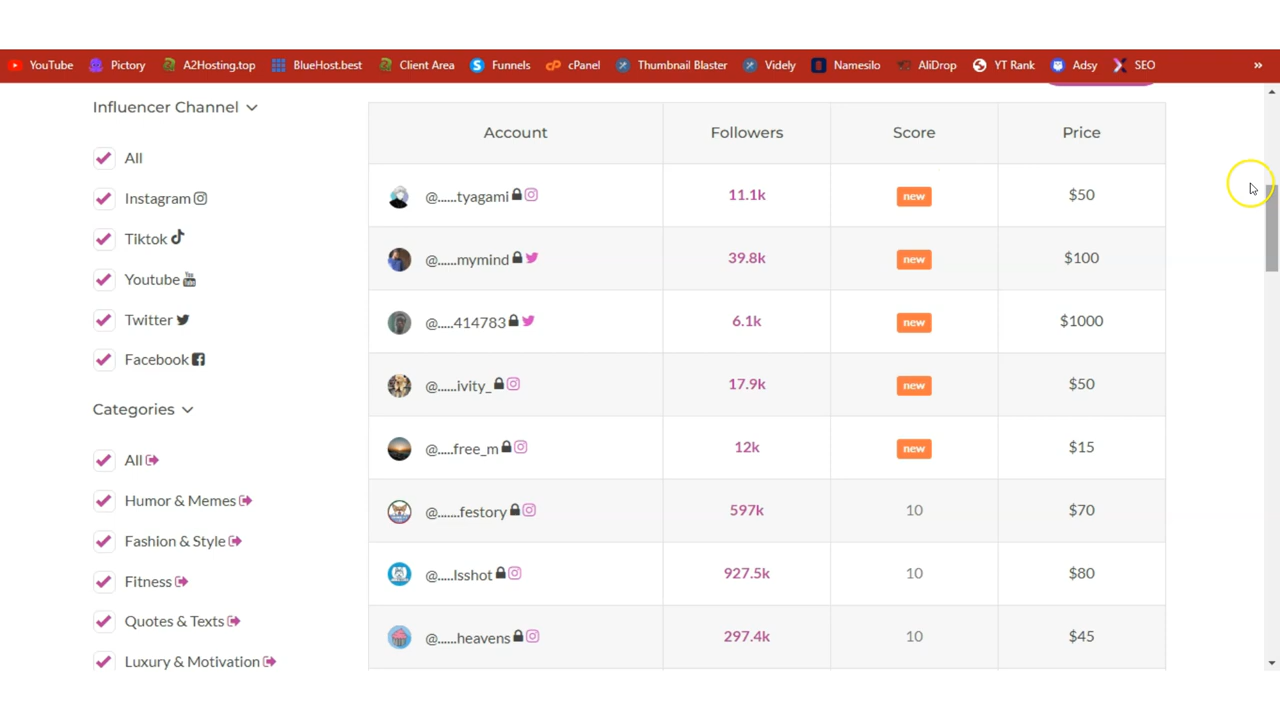 YouTube Pictory A2Hosting.top BlueHost.best Client Area Funnels cPanel Thumbnail Blaster Videly Namesilo AliDrop YT Rank Adsy SEO »
Influencer Channel
All
Instagram
Tiktok
Youtube
Twitter
Facebook
Categories
All
Humor & Memes
Fashion & Style
Fitness
Quotes & Texts
Luxury & Motivation
Account Followers Score Price
@......tyagami 11.1k new $50
@......mymind 39.8k new $100
@.....414783 6.1k new $1000
@......ivity_ 17.9k new $50
@......free_m 12k new $15
@......festory 597k 10 $70
@......lsshot 927.5k 10 $80
@......heavens 297.4k 10 $45